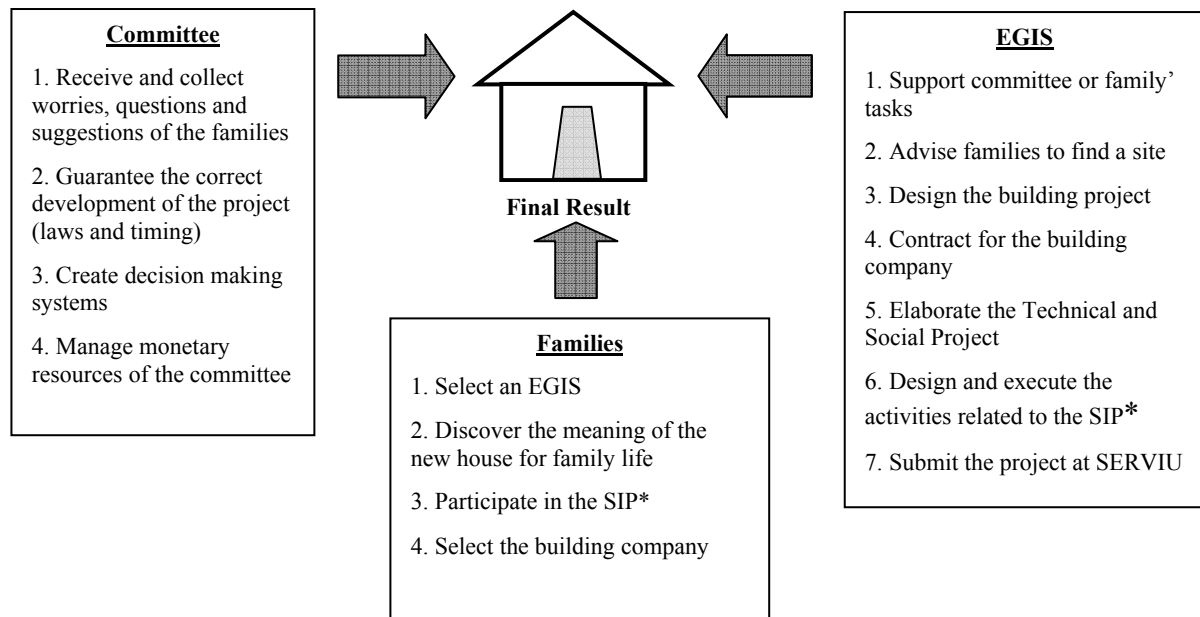 Committee
1. Receive and collect
worries, questions and
suggestions of the families
2. Guarantee the correct
development of the project
(laws and timing)
3. Create decision making
systems
4. Manage monetary
resources of the committee
Final Result
Families
1. Select an EGIS
2. Discover the meaning of the
new house for family life
3. Participate in the SIP*
4. Select the building company
EGIS
1. Support committee or family’
tasks
2. Advise families to find a site
3. Design the building project
4. Contract for the building
company
5. Elaborate the Technical and
Social Project
6. Design and execute the
activities related to the SIP*
7. Submit the project at SERVIU